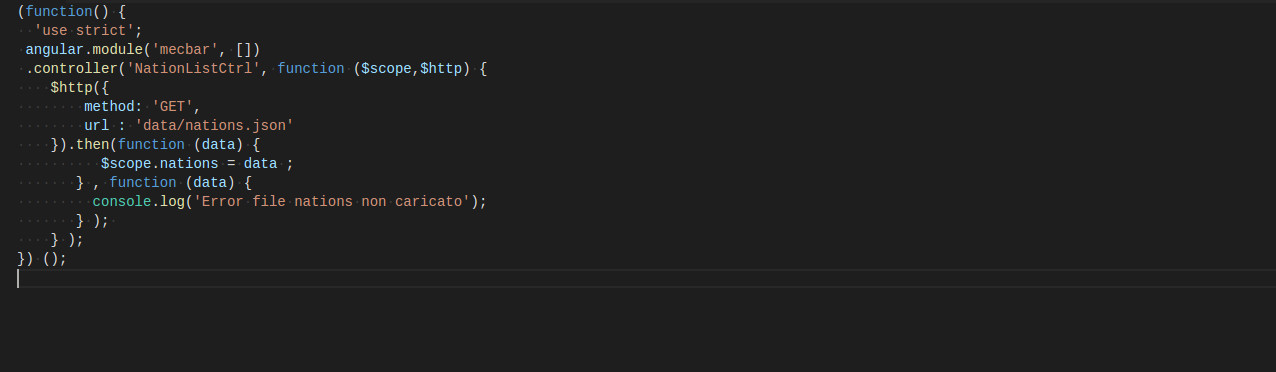 (function() {
  'use strict';
 angular.module('mecbar', [])
 .controller('NationListCtrl', function ($scope,$http) {
    $http({
        method: 'GET',
        url : 'data/nations.json'
    }).then(function (data) {
          $scope.nations = data ;
       } , function (data) {
         console.log('Error file nations non caricato');
       } ); 
    } );
}) ();